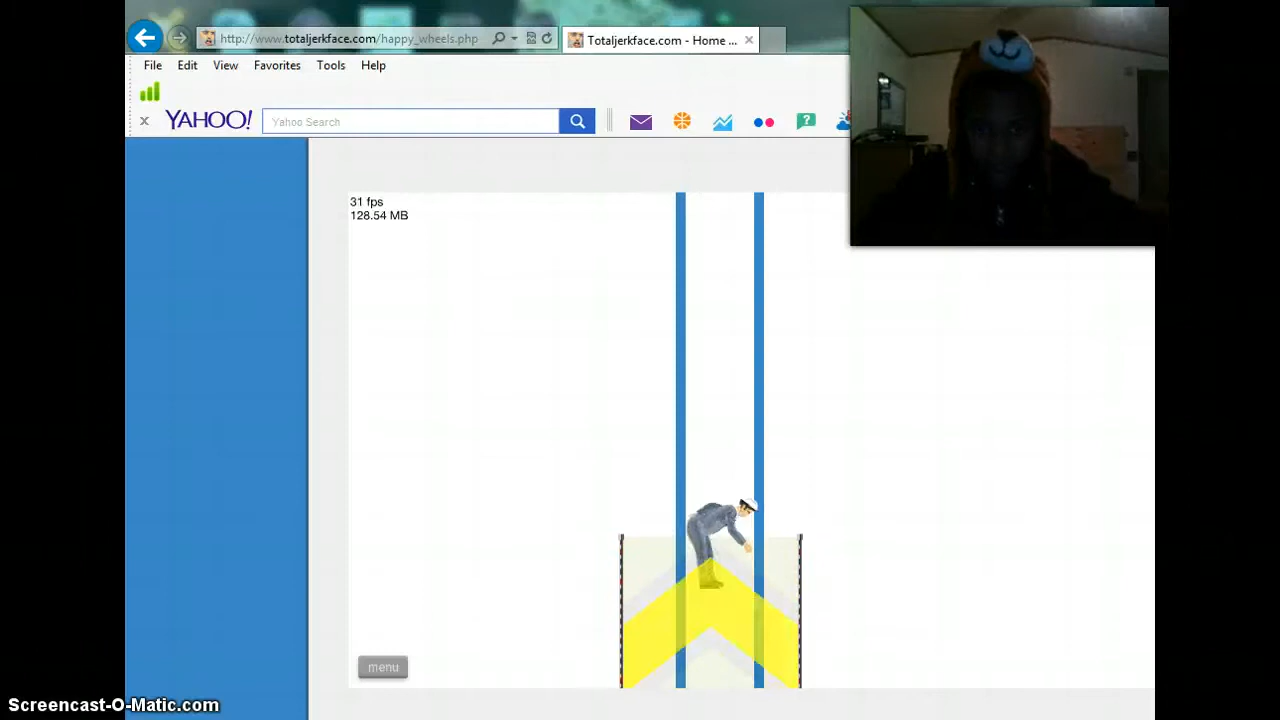 http://www.totaljerkface.com/happy_wheels.php
Totaljerkface.com - Home ...
File Edit View Favorites Tools Help
YAHOO!
Yahoo Search
31 fps
128.54 MB
menu
Screencast-O-Matic.com